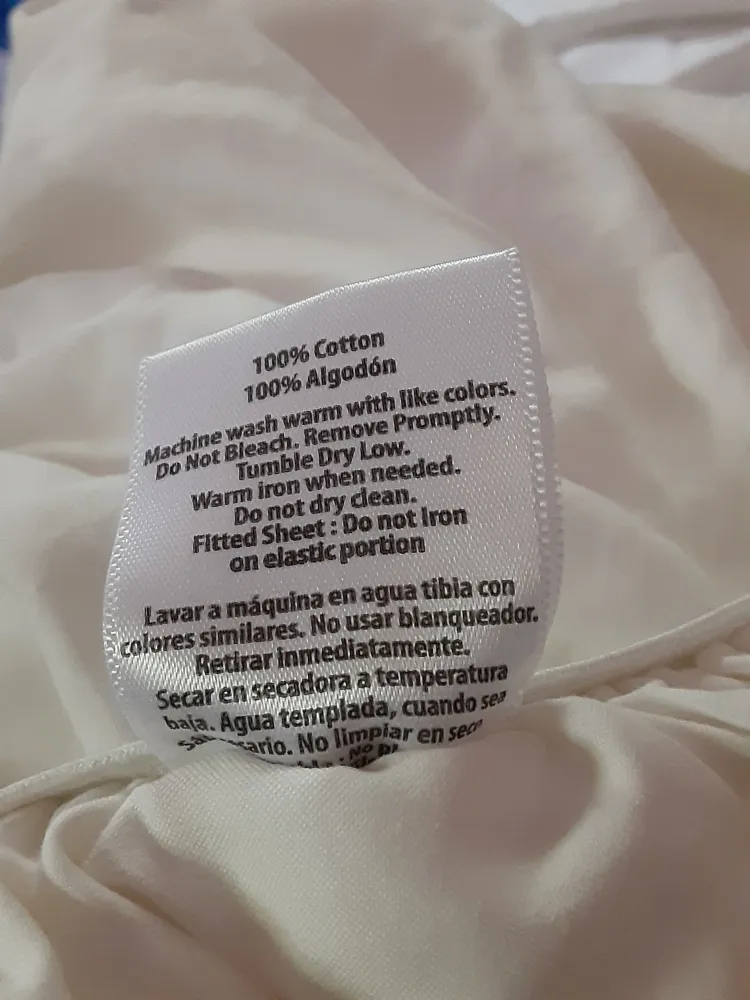 100% Cotton
100% Algodón
Machine wash warm with like colors.
Do Not Bleach. Remove Promptly.
Tumble Dry Low.
Warm iron when needed.
Do not dry clean.
Fitted Sheet : Do not Iron
on elastic portion
Lavar a máquina en agua tibia con
colores similares. No usar blanqueador.
Retirar inmediatamente.
Secar en secadora a temperatura
baja. Agua templada, cuando sea
No limpiar en